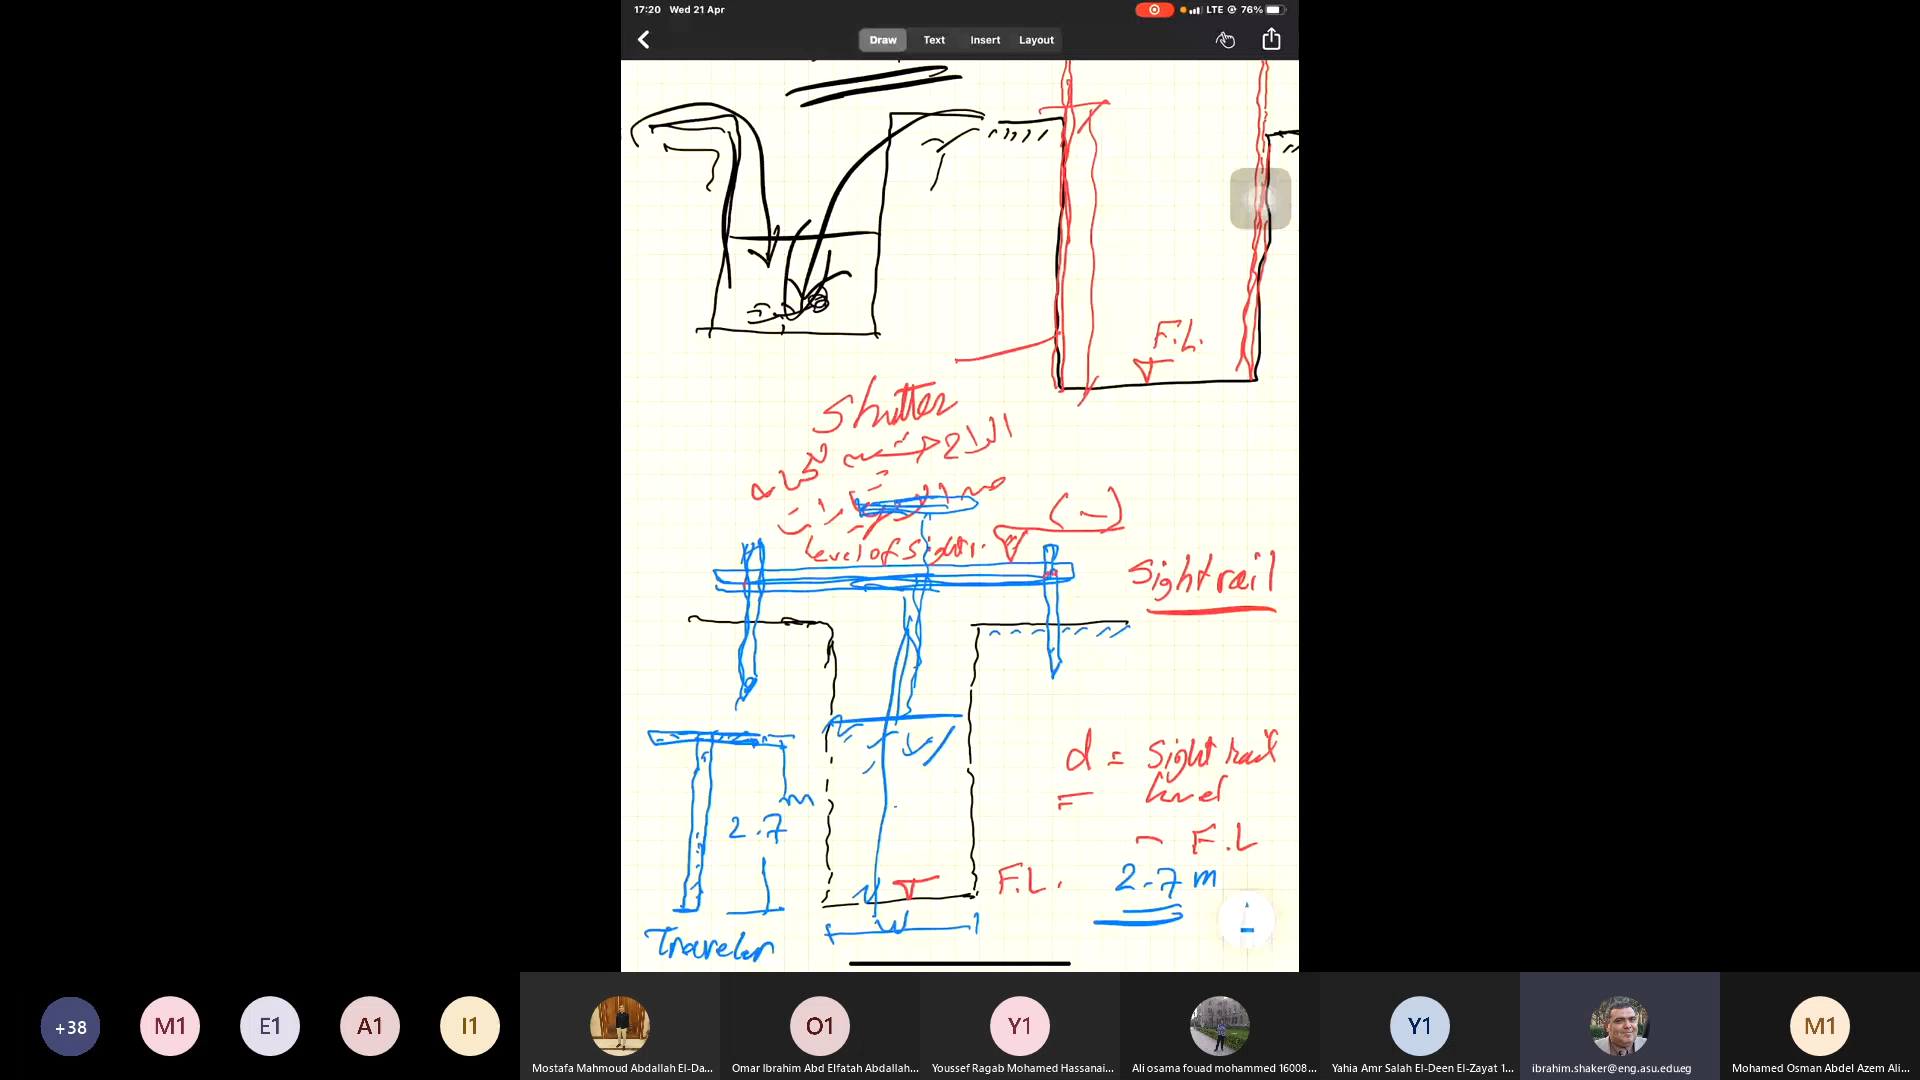 17:20 Wed 21 Apr
LTE 76%
Draw Text Insert Layout
F.L.
Shutter
level of sight r.
(-)
Sight rail
d = Sight rail
level
- F.L
2.7 m
m
2.7
F.L.
W
Traveler
+38
M1
E1
A1
I1
Mostafa Mahmoud Abdallah El-Da...
O1
Omar Ibrahim Abd Elfatah Abdallah...
Y1
Youssef Ragab Mohamed Hassanai...
Ali osama fouad mohammed 16008...
Y1
Yahia Amr Salah El-Deen El-Zayat 1...
ibrahim.shaker@eng.asu.edu.eg
M1
Mohamed Osman Abdel Azem Ali...